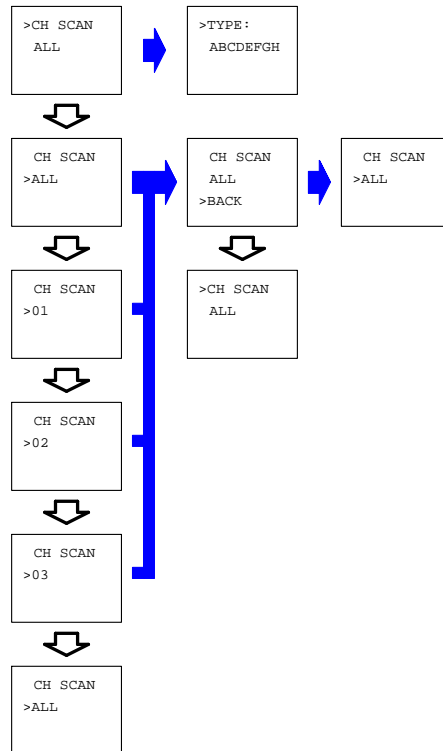 >CH SCAN
ALL
>TYPE:
ABCDEFGH
CH SCAN
>ALL
CH SCAN
ALL
>BACK
CH SCAN
>ALL
CH SCAN
>01
>CH SCAN
ALL
CH SCAN
>02
CH SCAN
>03
CH SCAN
>ALL